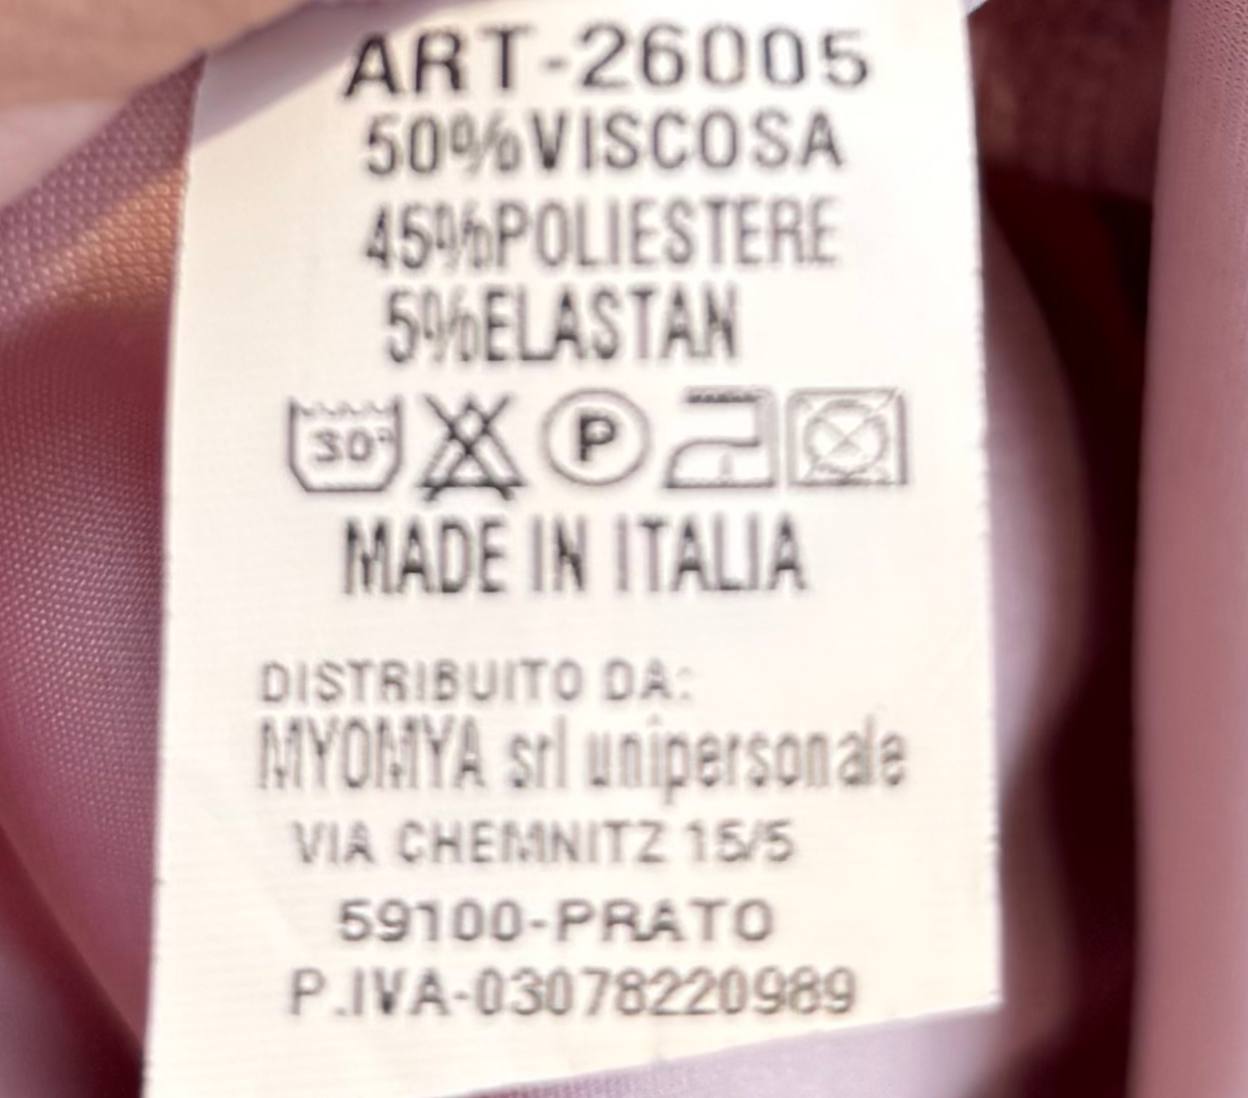 ART-26005
50%VISCOSA
45%POLIESTERE
5%ELASTAN
30° P
MADE IN ITALIA
DISTRIBUITO DA:
MYOMYA srl unipersonale
VIA CHEMNITZ 15/5
59100-PRATO
P.IVA-03078220989